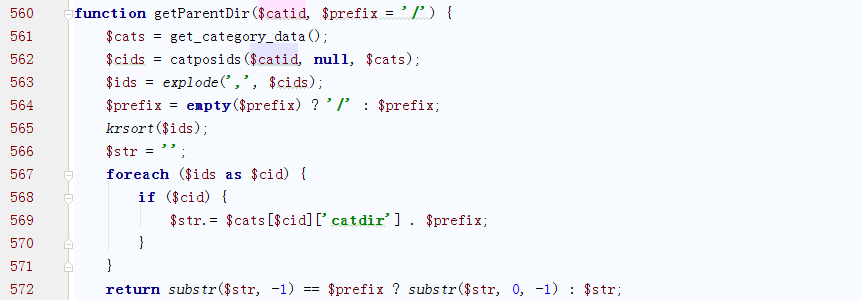 560 function getParentDir($catid, $prefix = '/') {
561 $cats = get_category_data();
562 $cids = catposids($catid, null, $cats);
563 $ids = explode(',', $cids);
564 $prefix = empty($prefix) ? '/' : $prefix;
565 krsort($ids);
566 $str = '';
567 foreach ($ids as $cid) {
568 if ($cid) {
569 $str.= $cats[$cid]['catdir'] . $prefix;
570 }
571 }
572 return substr($str, -1) == $prefix ? substr($str, 0, -1) : $str;